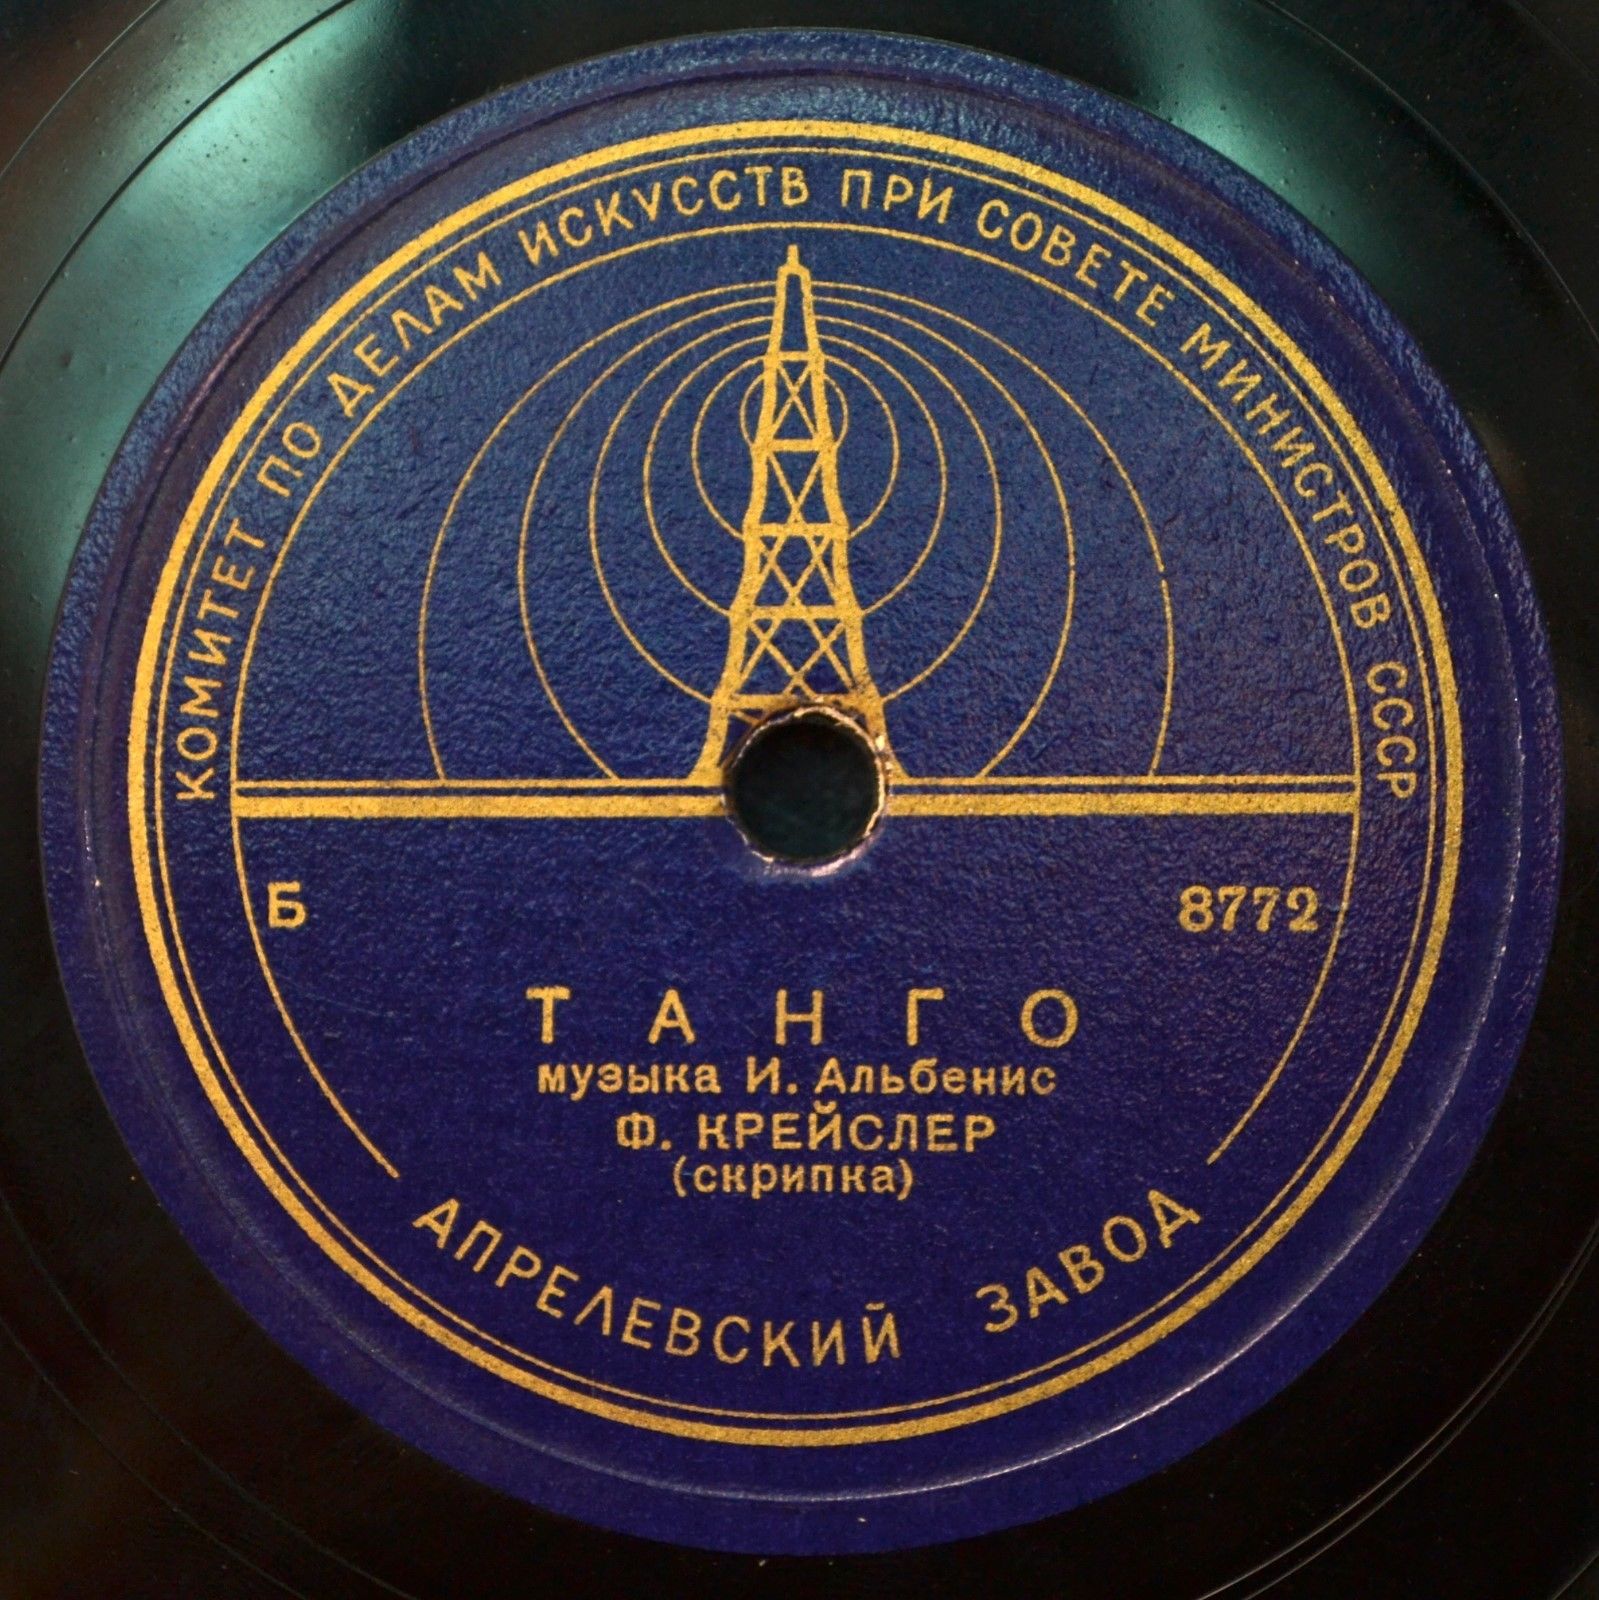 КОМИТЕТ ПО ДЕЛАМ ИСКУССТВ ПРИ СОВЕТЕ МИНИСТРОВ СССР
Б 8772
ТАНГО
музыка И. Альбенис
Ф. КРЕЙСЛЕР
(скрипка)
АПРЕЛЕВСКИЙ ЗАВОД